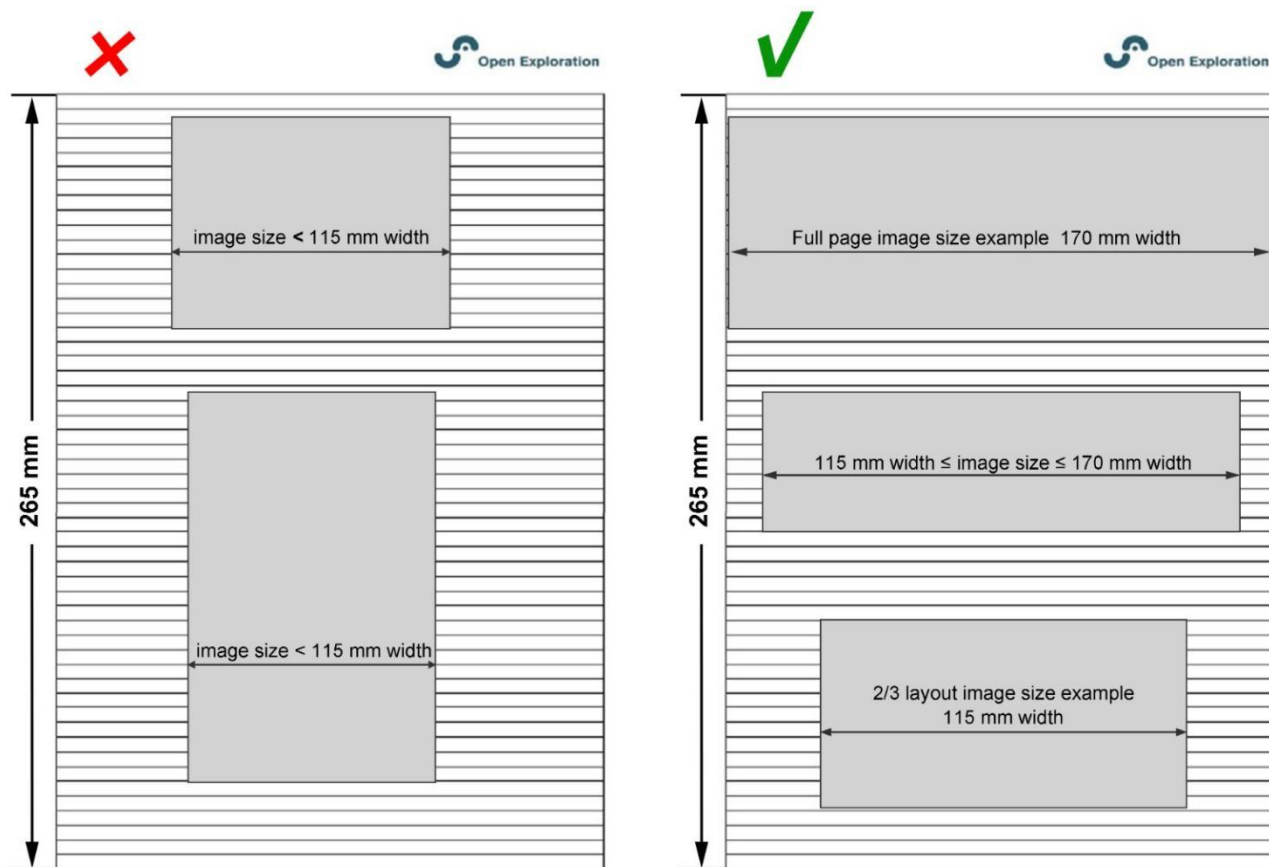 Open Exploration
image size < 115 mm width
265 mm
image size < 115 mm width
Open Exploration
Full page image size example 170 mm width
115 mm width ≤ image size ≤ 170 mm width
265 mm
2/3 layout image size example
115 mm width